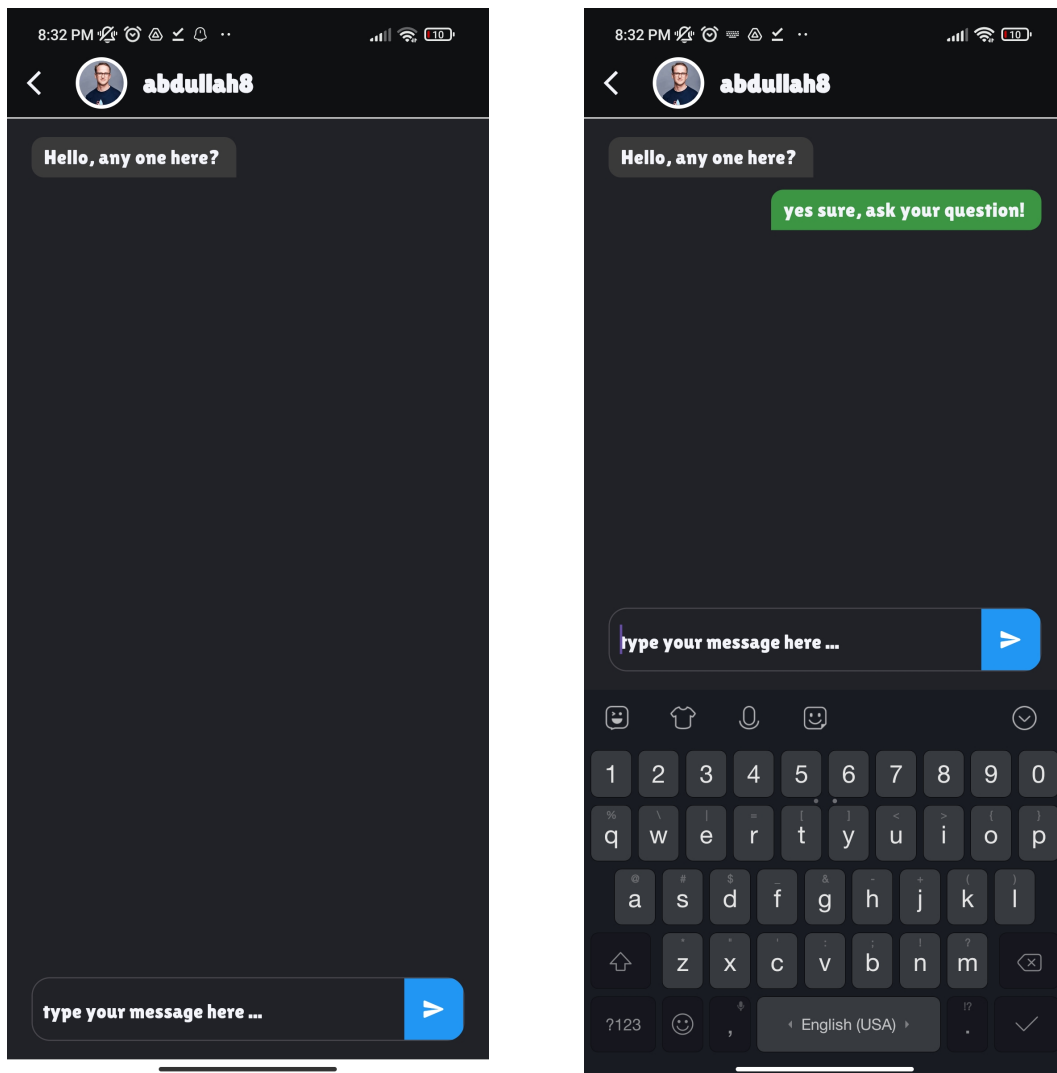 8:32 PM
10
abdullah8
Hello, any one here?
type your message here ...
8:32 PM
10
abdullah8
Hello, any one here?
yes sure, ask your question!
type your message here ...
1 2 3 4 5 6 7 8 9 0
% \ | = [ ] < > { }
q w e r t y u i o p
@ # $ _ & - + ( )
a s d f g h j k l
* " ' : ; ! ?
z x c v b n m
!?
?123 , English (USA) .